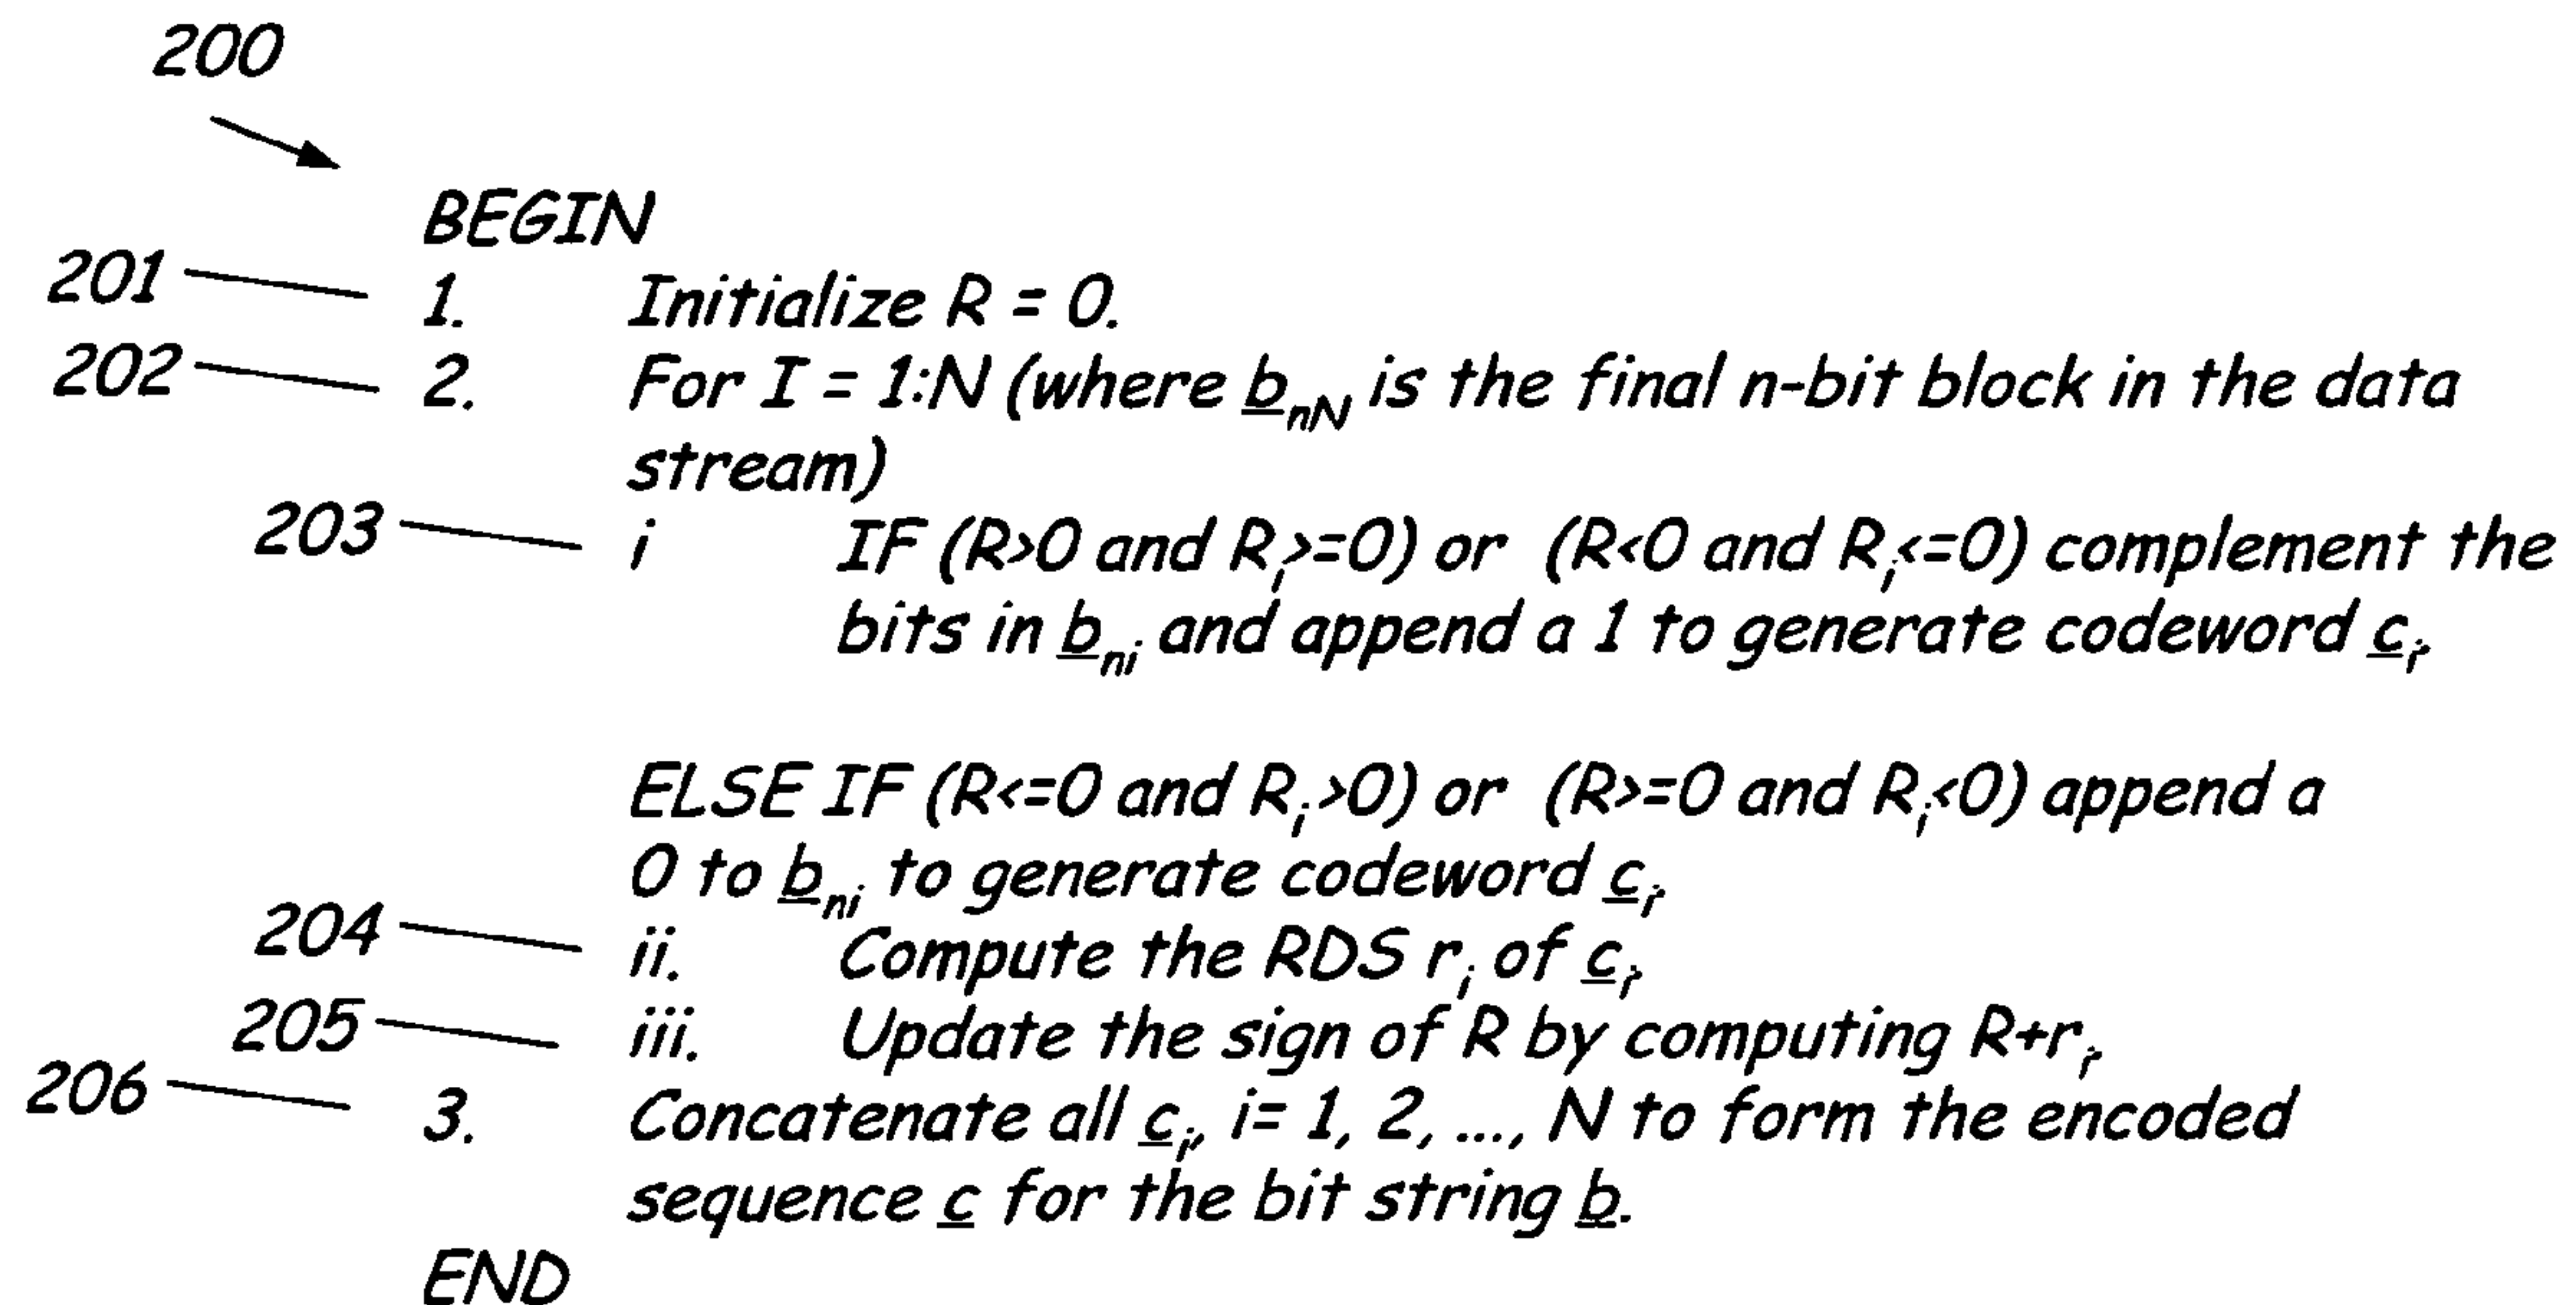 200
BEGIN
201 1. Initialize R = 0.
202 2. For I = 1:N (where b_nN is the final n-bit block in the data
stream)
203 i IF (R>0 and R_i>=0) or (R<0 and R_i<=0) complement the
bits in b_ni and append a 1 to generate codeword c_i.
ELSE IF (R<=0 and R_i>0) or (R>=0 and R_i<0) append a
0 to b_ni to generate codeword c_i.
204 ii. Compute the RDS r_i of c_i.
205 iii. Update the sign of R by computing R+r_i.
206 3. Concatenate all c_i, i= 1, 2, ..., N to form the encoded
sequence c for the bit string b.
END